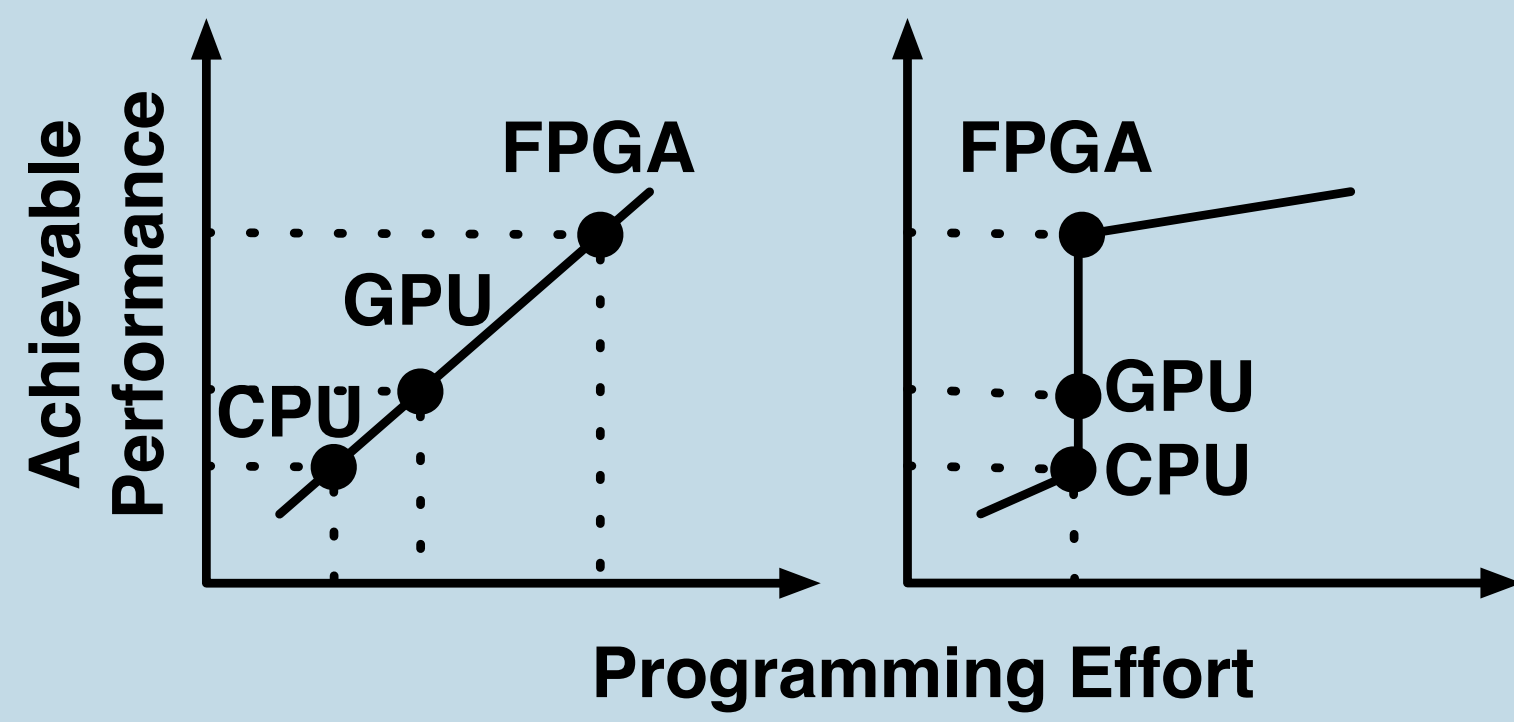 Achievable
Performance
FPGA
GPU
CPU
FPGA
GPU
CPU
Programming Effort